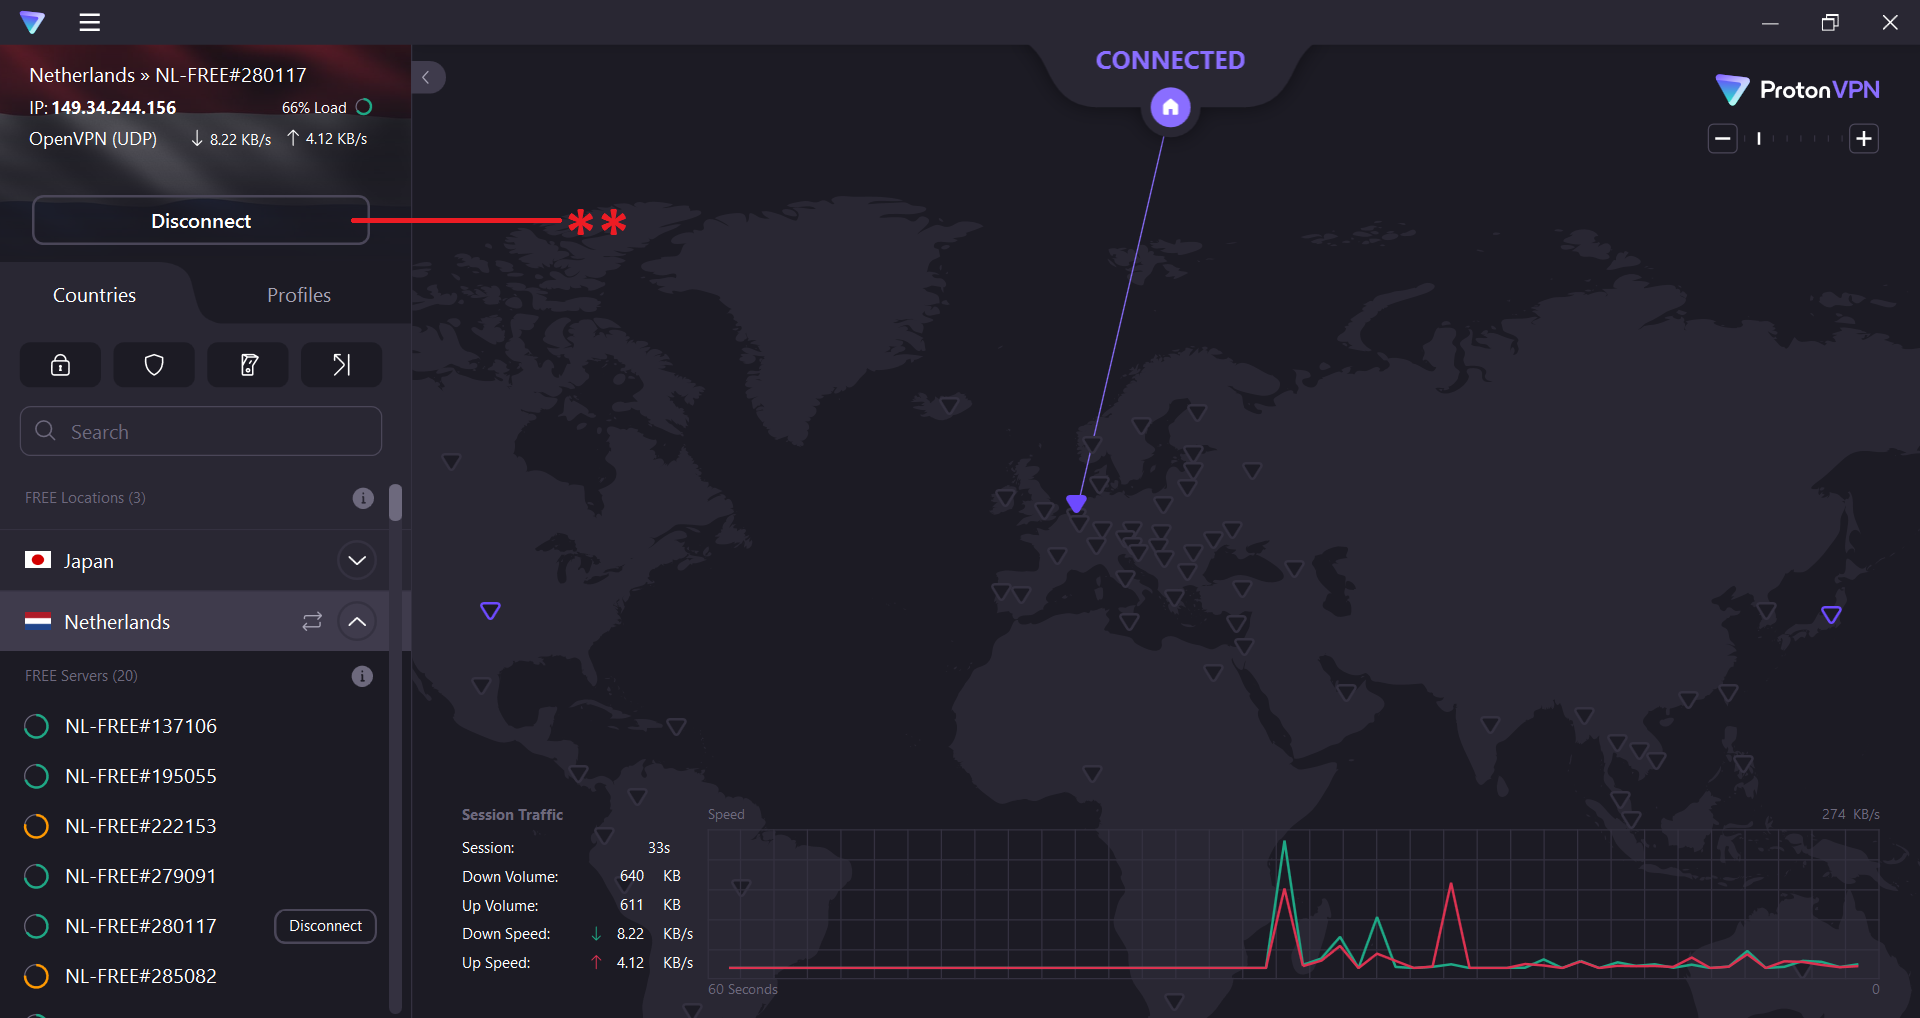 Netherlands » NL-FREE#280117
IP: 149.34.244.156 66% Load
OpenVPN (UDP) ↓ 8.22 KB/s ↑ 4.12 KB/s
Disconnect **
Countries Profiles
Search
FREE Locations (3)
Japan
Netherlands
FREE Servers (20)
NL-FREE#137106
NL-FREE#195055
NL-FREE#222153
NL-FREE#279091
NL-FREE#280117 Disconnect
NL-FREE#285082
CONNECTED
ProtonVPN
Session Traffic
Session: 33s
Down Volume: 640 KB
Up Volume: 611 KB
Down Speed: ↓ 8.22 KB/s
Up Speed: ↑ 4.12 KB/s
Speed 274 KB/s
60 Seconds 0